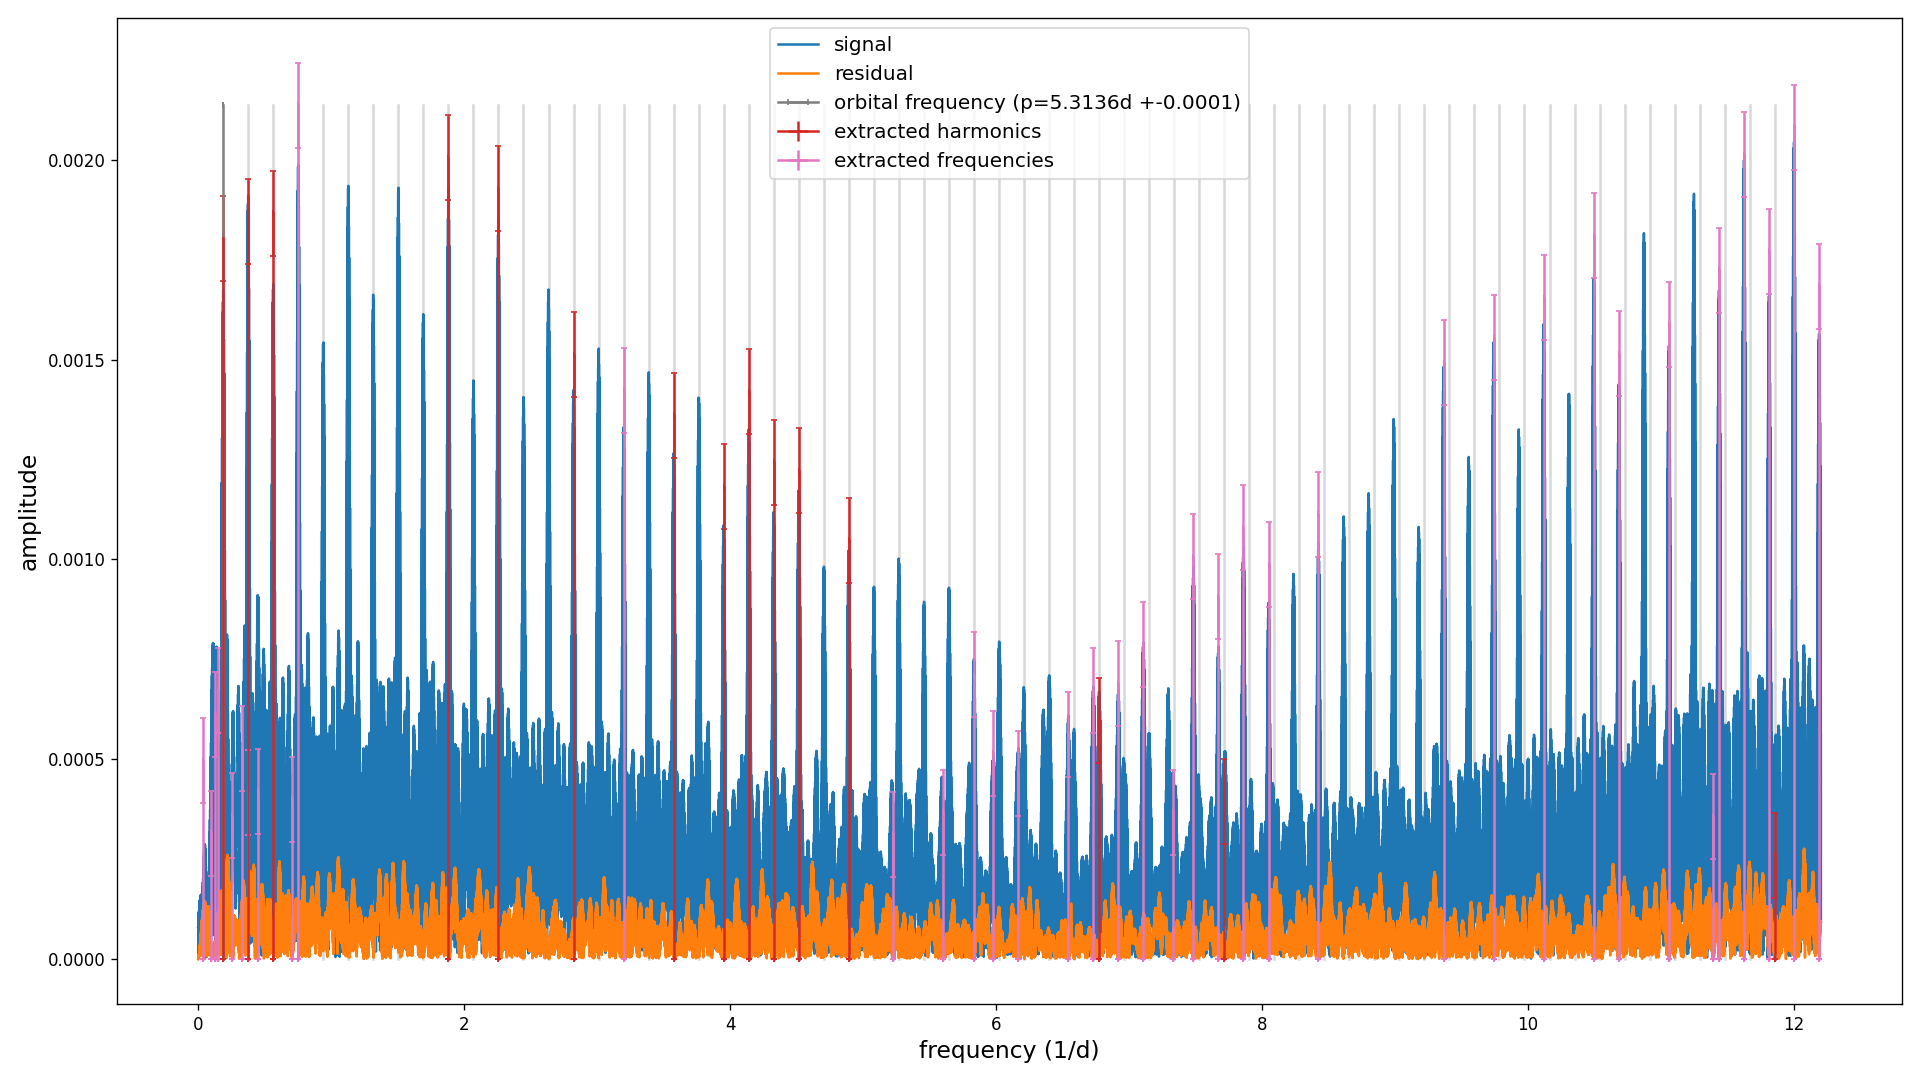 signal
residual
orbital frequency (p=5.3136d +-0.0001)
extracted harmonics
extracted frequencies
0.0020
0.0015
0.0010
0.0005
0.0000
amplitude
0 2 4 6 8 10 12
frequency (1/d)